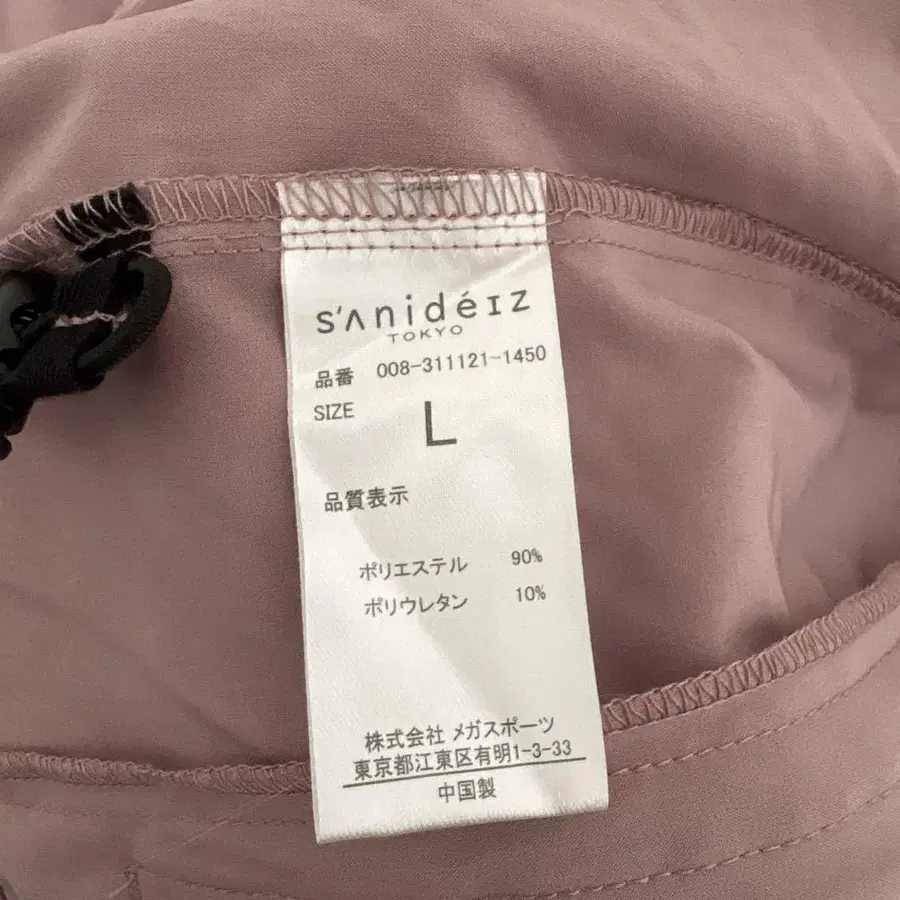 s'ʌnidéɪz
TOKYO
品番 008-311121-1450
SIZE L
品質表示
ポリエステル 90%
ポリウレタン 10%
株式会社 メガスポーツ
東京都江東区有明1-3-33
中国製